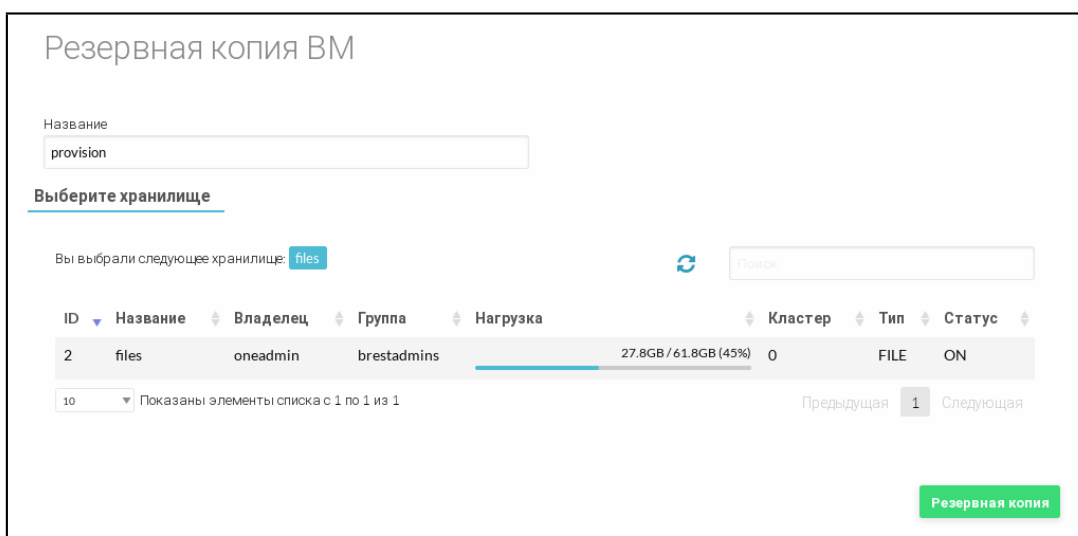 Резервная копия ВМ
Название
provision
Выберите хранилище
Вы выбрали следующее хранилище: files
Поиск
ID Название Владелец Группа Нагрузка Кластер Тип Статус
2 files oneadmin brestadmins 27.8GB / 61.8GB (45%) 0 FILE ON
10 Показаны элементы списка с 1 по 1 из 1 Предыдущая 1 Следующая
Резервная копия